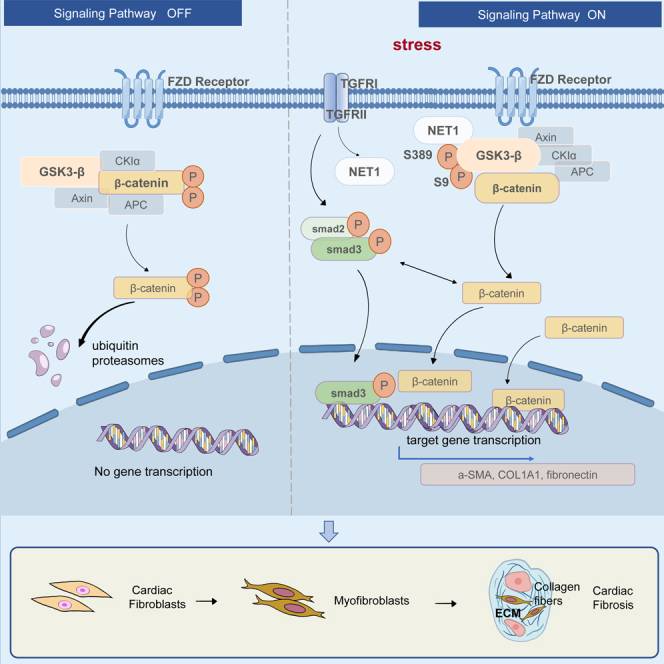 Signaling Pathway OFF
Signaling Pathway ON
stress
FZD Receptor
TGFRI
TGFRII
FZD Receptor
NET1
Axin
S389
P
GSK3-β
CKIα
APC
S9
P
β-catenin
NET1
CKIα
GSK3-β
β-catenin
P
P
Axin
APC
smad2
P
smad3
P
β-catenin
P
P
β-catenin
β-catenin
ubiquitin
proteasomes
smad3
P
β-catenin
β-catenin
target gene transcription
No gene transcription
a-SMA, COL1A1, fibronectin
Cardiac
Fibroblasts
Myofibroblasts
Collagen
fibers
ECM
Cardiac
Fibrosis